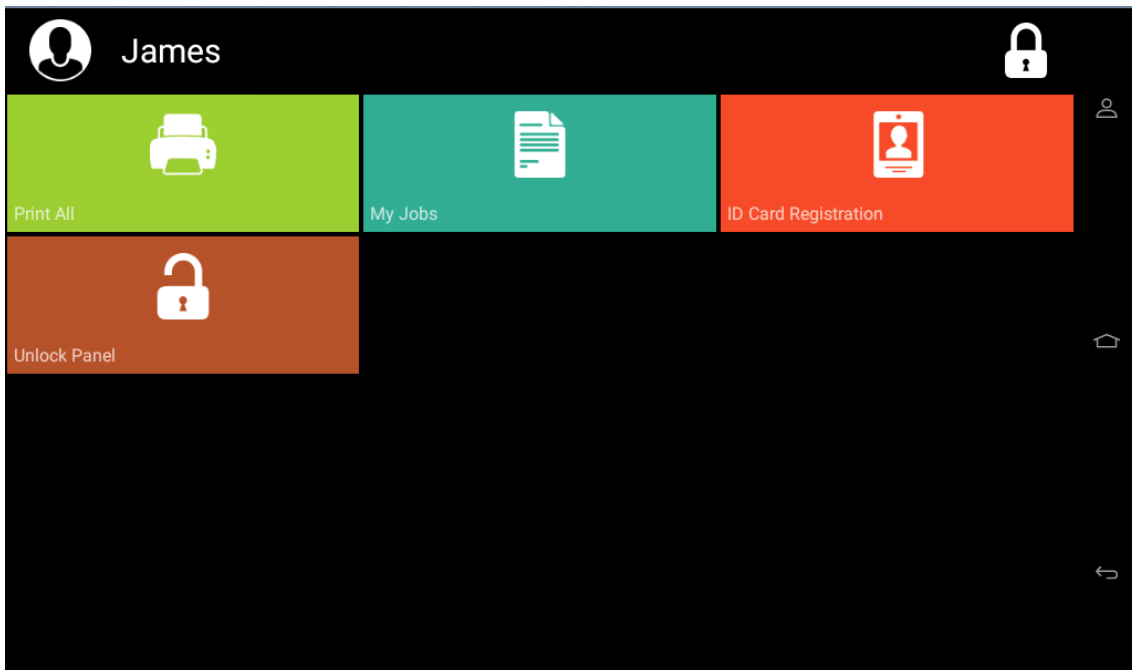 James
Print All
My Jobs
ID Card Registration
Unlock Panel